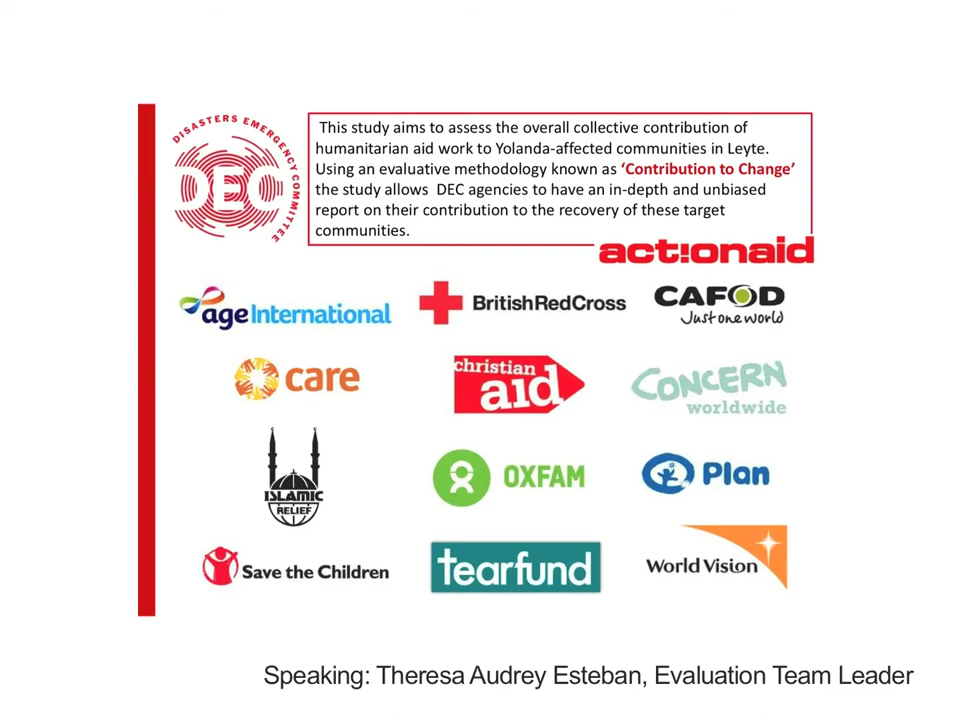 DISASTERS EMERGENCY COMMITTEE
DEC
This study aims to assess the overall collective contribution of
humanitarian aid work to Yolanda-affected communities in Leyte.
Using an evaluative methodology known as ‘Contribution to Change’
the study allows DEC agencies to have an in-depth and unbiased
report on their contribution to the recovery of these target
communities.
act!onaid
age International
BritishRedCross
CAFOD
Just one world
care
christian
aid
CONCERN
worldwide
ISLAMIC
RELIEF
OXFAM
Plan
Save the Children
tearfund
World Vision
Speaking: Theresa Audrey Esteban, Evaluation Team Leader